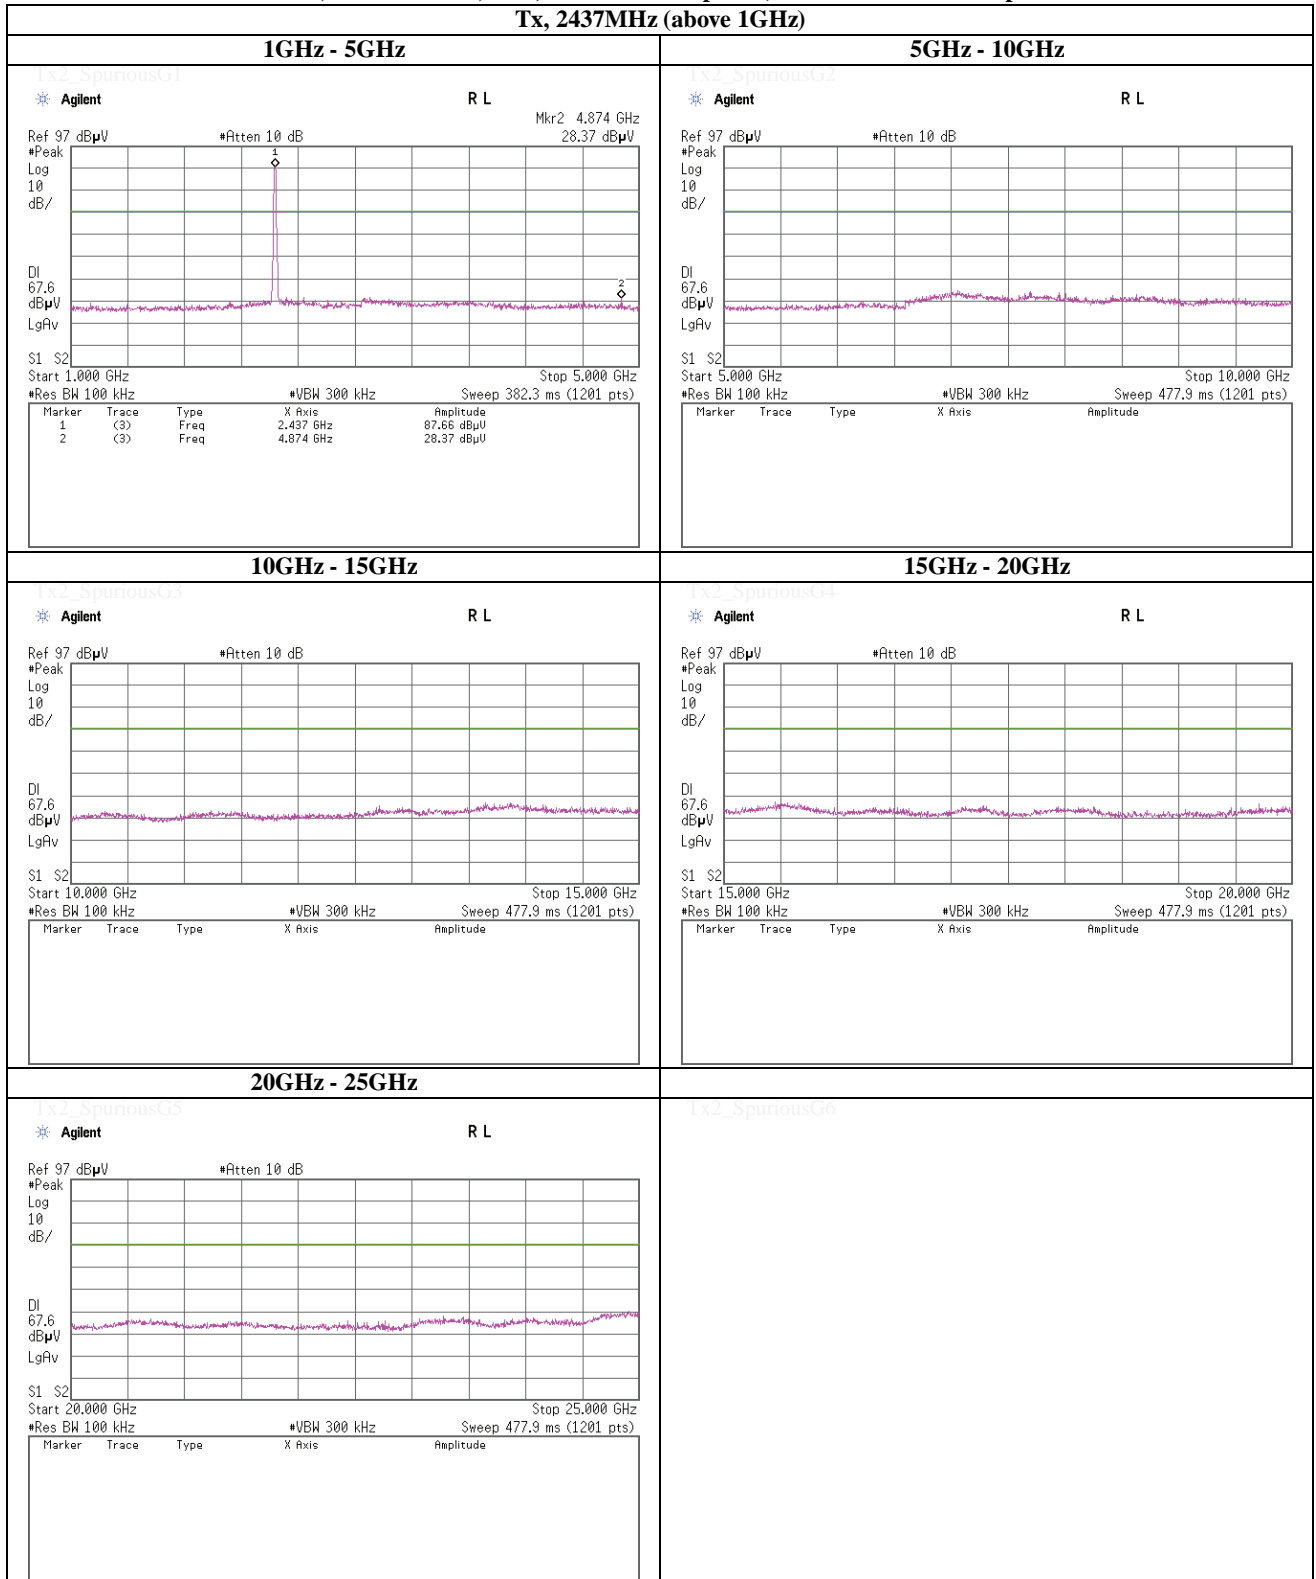 Tx, 2437MHz (above 1GHz)
1GHz - 5GHz
Tx2_SpuriousG1
Agilent R L
Mkr2 4.874 GHz
Ref 97 dBµV #Atten 10 dB 28.37 dBµV
#Peak
Log
10
dB/
1
2
DI
67.6
dBµV
LgAv
S1 S2
Start 1.000 GHz Stop 5.000 GHz
#Res BW 100 kHz #VBW 300 kHz Sweep 382.3 ms (1201 pts)
Marker Trace Type X Axis Amplitude
1 (3) Freq 2.437 GHz 87.66 dBµV
2 (3) Freq 4.874 GHz 28.37 dBµV
5GHz - 10GHz
Tx2_SpuriousG2
Agilent R L
Ref 97 dBµV #Atten 10 dB
#Peak
Log
10
dB/
DI
67.6
dBµV
LgAv
S1 S2
Start 5.000 GHz Stop 10.000 GHz
#Res BW 100 kHz #VBW 300 kHz Sweep 477.9 ms (1201 pts)
Marker Trace Type X Axis Amplitude
10GHz - 15GHz
Tx2_SpuriousG3
Agilent R L
Ref 97 dBµV #Atten 10 dB
#Peak
Log
10
dB/
DI
67.6
dBµV
LgAv
S1 S2
Start 10.000 GHz Stop 15.000 GHz
#Res BW 100 kHz #VBW 300 kHz Sweep 477.9 ms (1201 pts)
Marker Trace Type X Axis Amplitude
15GHz - 20GHz
Tx2_SpuriousG4
Agilent R L
Ref 97 dBµV #Atten 10 dB
#Peak
Log
10
dB/
DI
67.6
dBµV
LgAv
S1 S2
Start 15.000 GHz Stop 20.000 GHz
#Res BW 100 kHz #VBW 300 kHz Sweep 477.9 ms (1201 pts)
Marker Trace Type X Axis Amplitude
20GHz - 25GHz
Tx2_SpuriousG5
Agilent R L
Ref 97 dBµV #Atten 10 dB
#Peak
Log
10
dB/
DI
67.6
dBµV
LgAv
S1 S2
Start 20.000 GHz Stop 25.000 GHz
#Res BW 100 kHz #VBW 300 kHz Sweep 477.9 ms (1201 pts)
Marker Trace Type X Axis Amplitude
Tx2_SpuriousG6